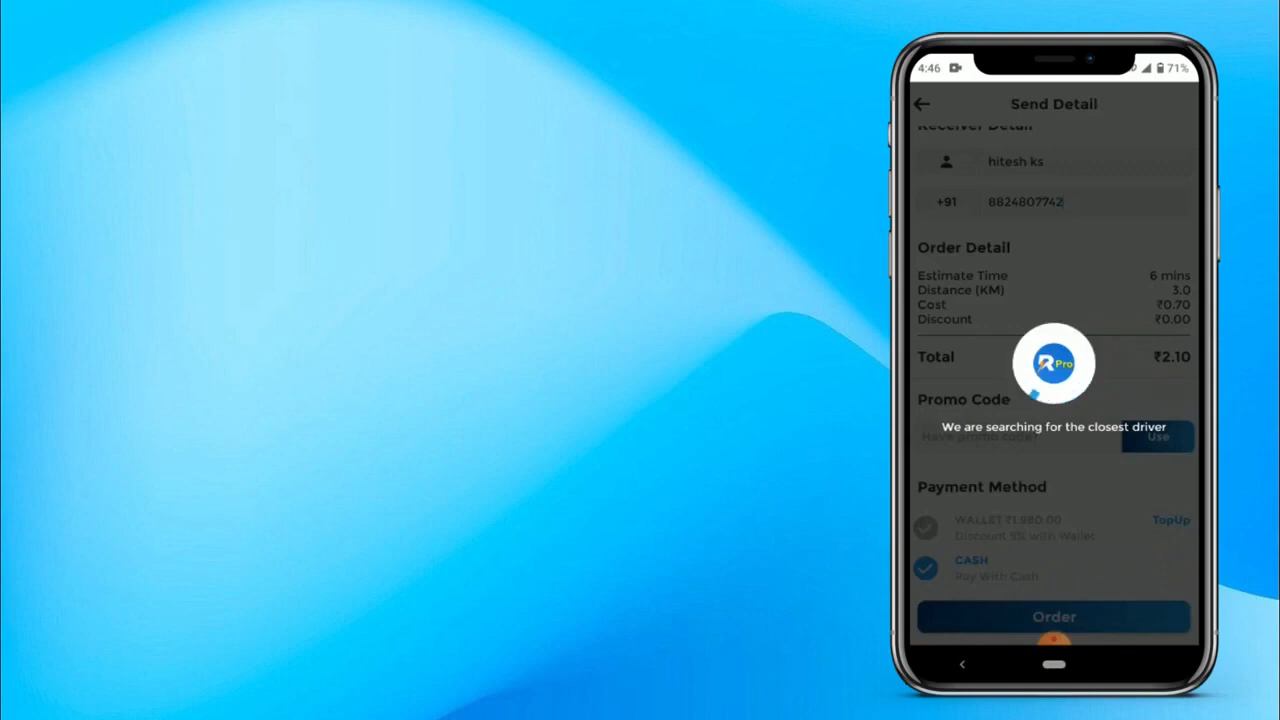 4:46 71%
Send Detail
Receiver Detail
hitesh ks
+91 8824807742
Order Detail
Estimate Time 6 mins
Distance (KM) 3.0
Cost ₹0.70
Discount ₹0.00
Total ₹2.10
R Pro
Promo Code
We are searching for the closest driver
Have promo code? Use
Payment Method
WALLET ₹1,980.00 TopUp
Discount 5% with Wallet
CASH
Pay With Cash
Order